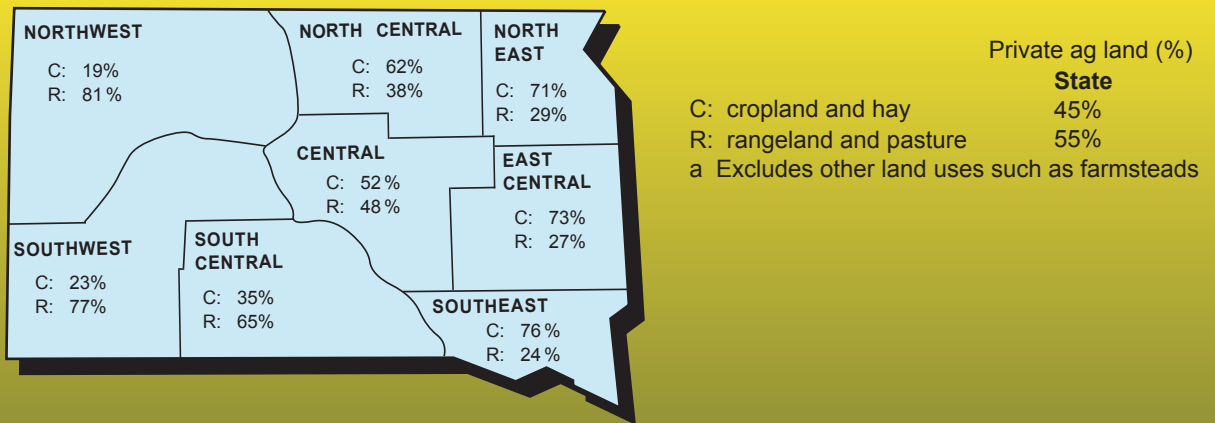 NORTHWEST
C: 19%
R: 81%
NORTH CENTRAL
C: 62%
R: 38%
NORTH
EAST
C: 71%
R: 29%
CENTRAL
C: 52%
R: 48%
EAST
CENTRAL
C: 73%
R: 27%
SOUTHWEST
C: 23%
R: 77%
SOUTH
CENTRAL
C: 35%
R: 65%
SOUTHEAST
C: 76%
R: 24%
Private ag land (%)
State
C: cropland and hay 45%
R: rangeland and pasture 55%
a Excludes other land uses such as farmsteads